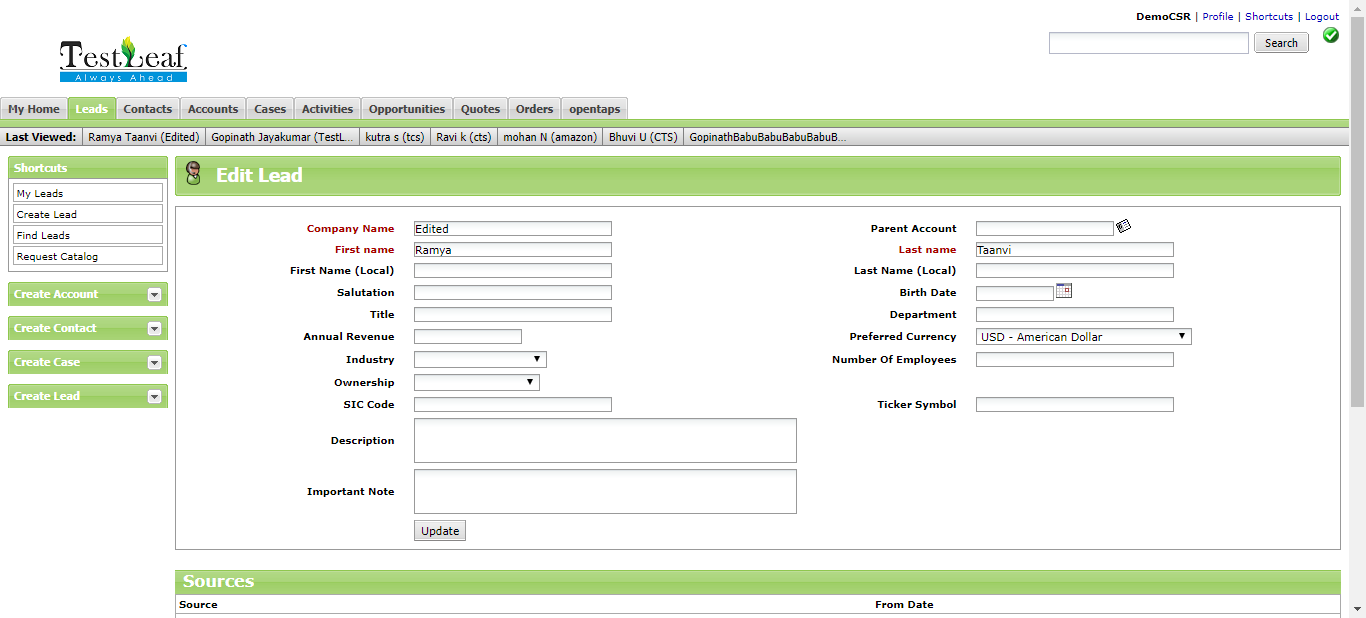 DemoCSR | Profile | Shortcuts | Logout
Search
TestLeaf
Always Ahead
My Home Leads Contacts Accounts Cases Activities Opportunities Quotes Orders opentaps
Last Viewed: Ramya Taanvi (Edited) Gopinath Jayakumar (TestL... kutra s (tcs) Ravi k (cts) mohan N (amazon) Bhuvi U (CTS) GopinathBabuBabuBabuBabuB...
Shortcuts
My Leads
Create Lead
Find Leads
Request Catalog
Create Account
Create Contact
Create Case
Create Lead
Edit Lead
Company Name Edited Parent Account
First name Ramya Last name Taanvi
First Name (Local) Last Name (Local)
Salutation Birth Date
Title Department
Annual Revenue Preferred Currency USD - American Dollar
Industry Number Of Employees
Ownership
SIC Code Ticker Symbol
Description
Important Note
Update
Sources
Source From Date